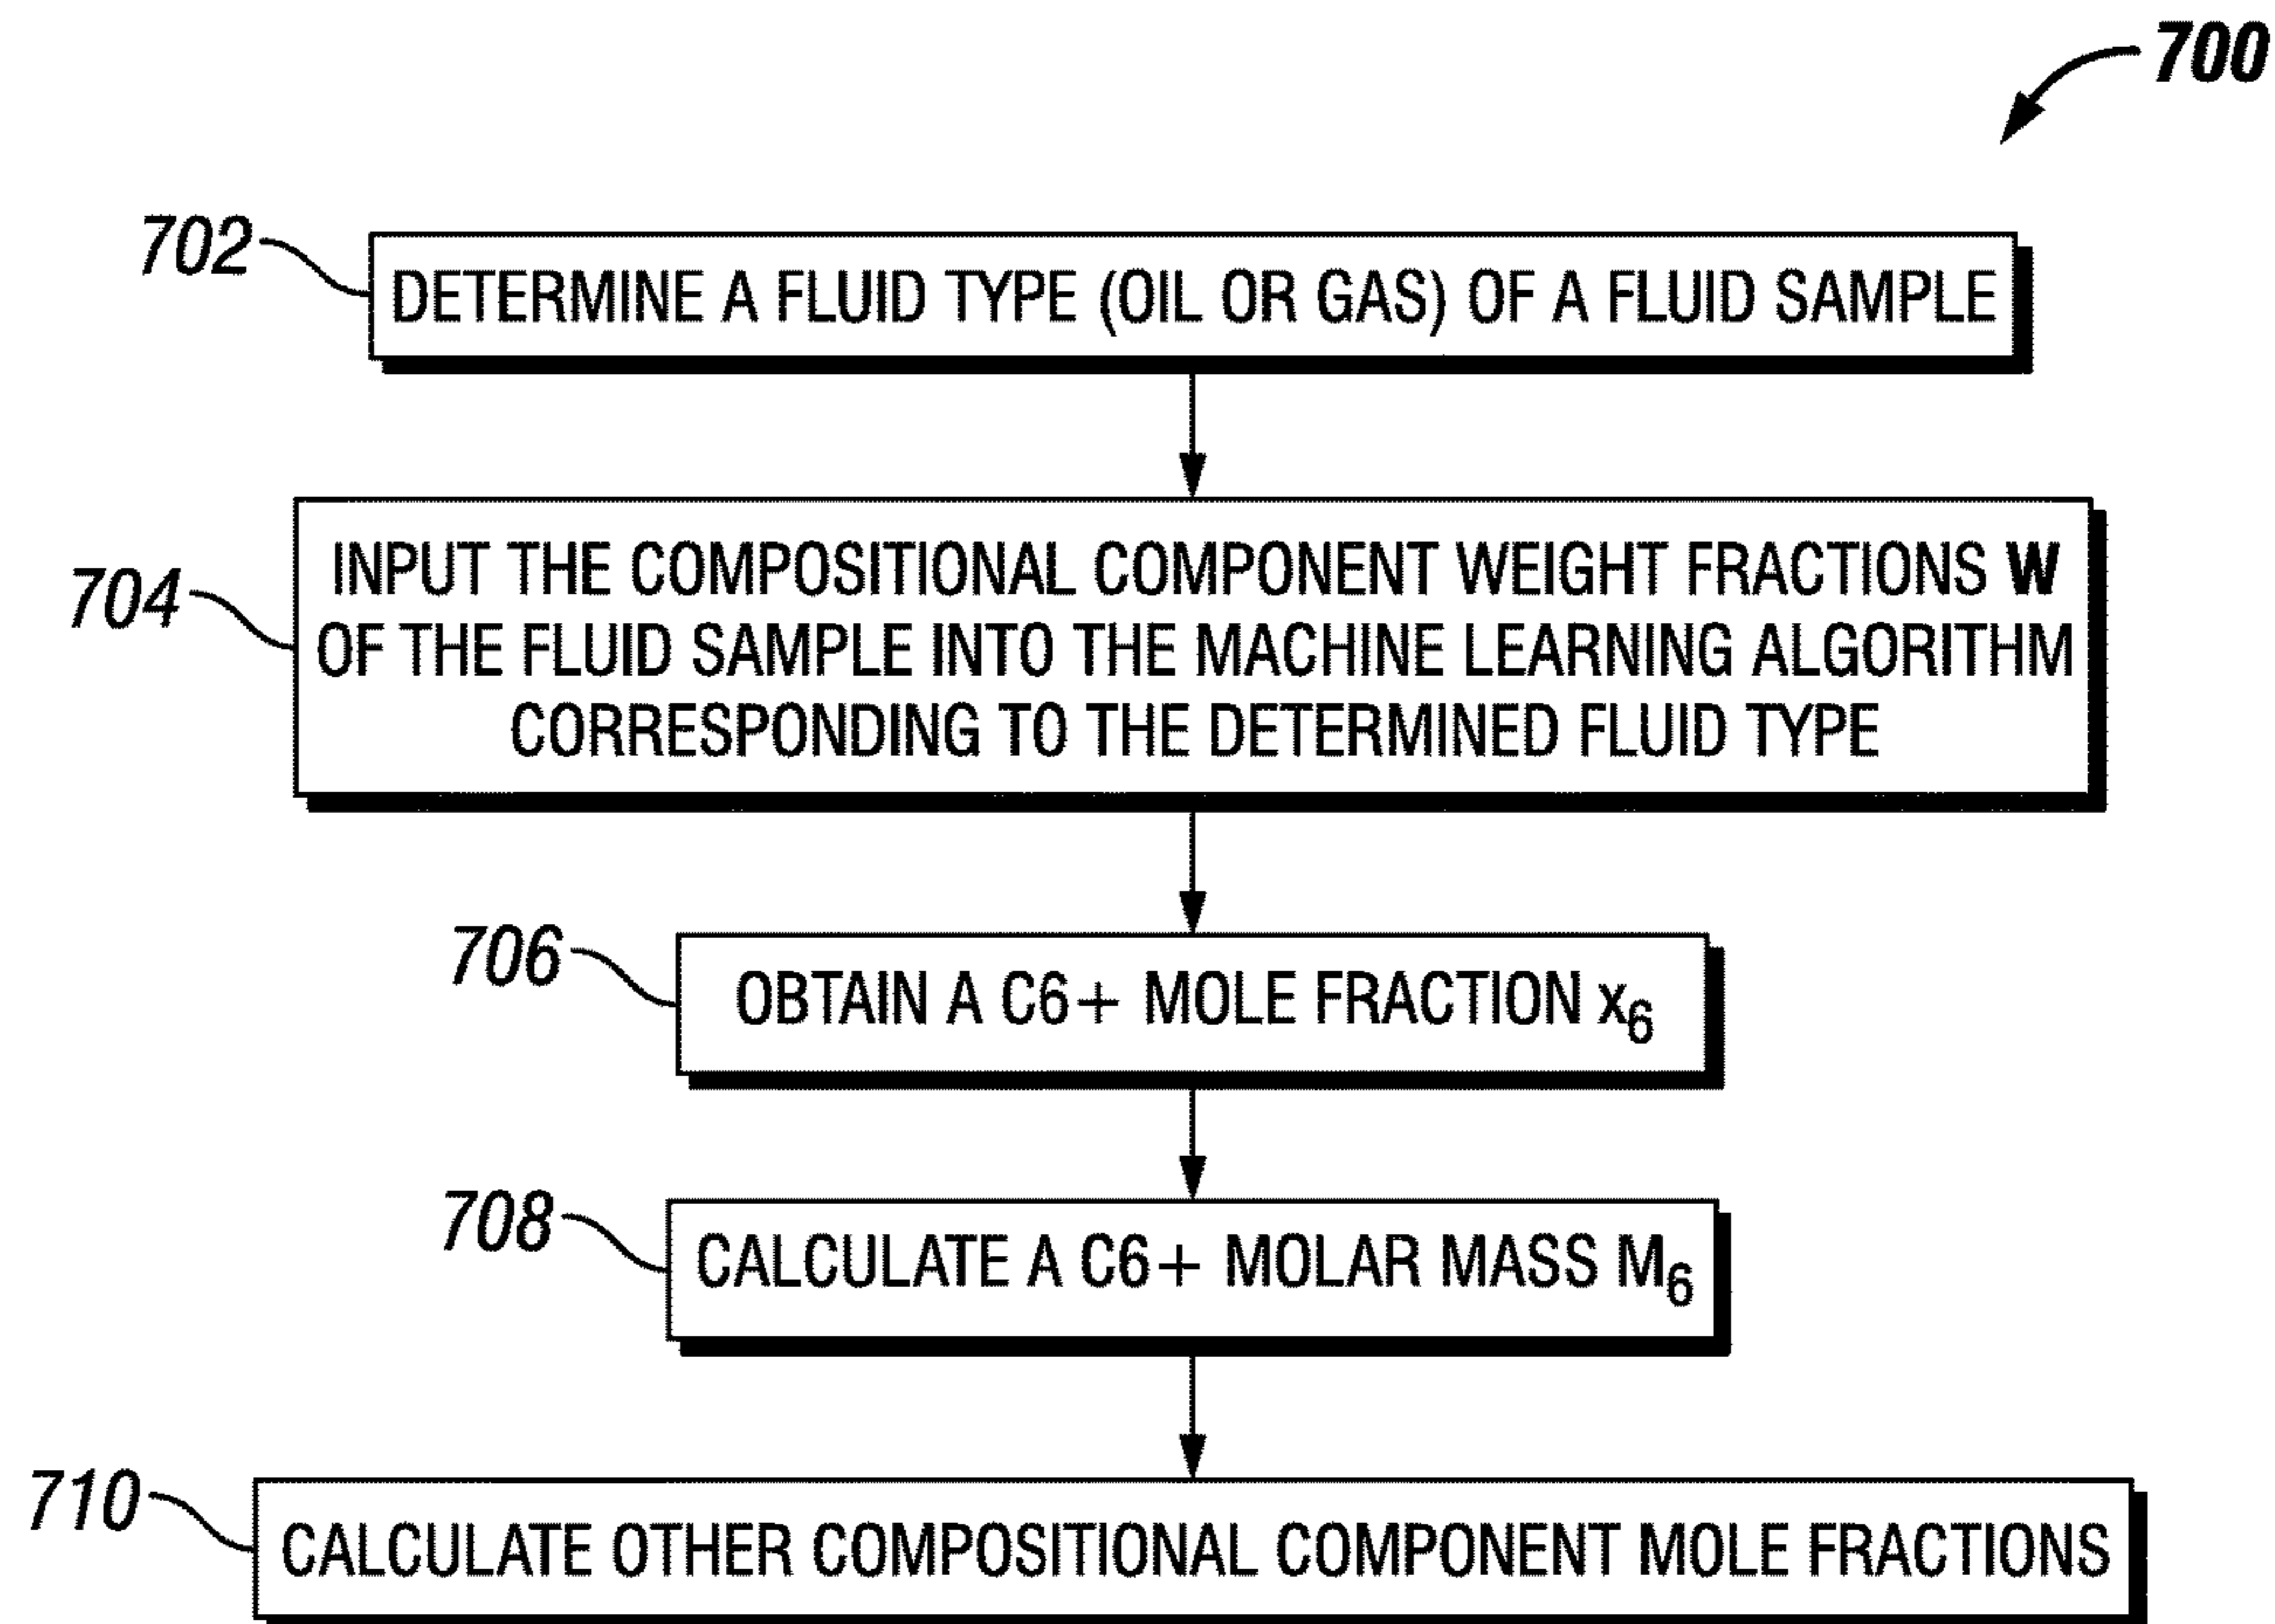 700
702
DETERMINE A FLUID TYPE (OIL OR GAS) OF A FLUID SAMPLE
704
INPUT THE COMPOSITIONAL COMPONENT WEIGHT FRACTIONS W
OF THE FLUID SAMPLE INTO THE MACHINE LEARNING ALGORITHM
CORRESPONDING TO THE DETERMINED FLUID TYPE
706
OBTAIN A C6+ MOLE FRACTION x₆
708
CALCULATE A C6+ MOLAR MASS M₆
710
CALCULATE OTHER COMPOSITIONAL COMPONENT MOLE FRACTIONS